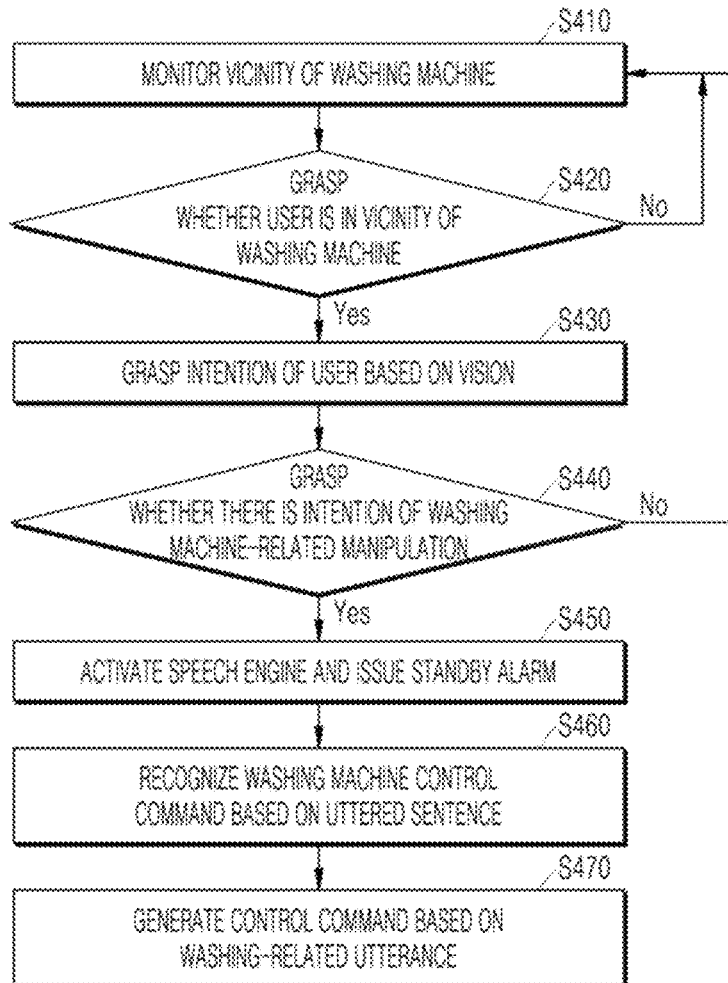 S410
MONITOR VICINITY OF WASHING MACHINE
S420
GRASP
WHETHER USER IS IN VICINITY OF
WASHING MACHINE
No
Yes
S430
GRASP INTENTION OF USER BASED ON VISION
S440
GRASP
WHETHER THERE IS INTENTION OF WASHING
MACHINE-RELATED MANIPULATION
No
Yes
S450
ACTIVATE SPEECH ENGINE AND ISSUE STANDBY ALARM
S460
RECOGNIZE WASHING MACHINE CONTROL
COMMAND BASED ON UTTERED SENTENCE
S470
GENERATE CONTROL COMMAND BASED ON
WASHING-RELATED UTTERANCE